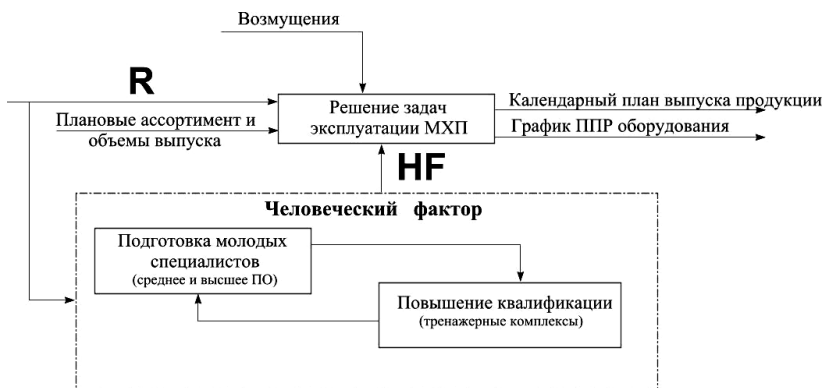 Возмущения
R
Решение задач
эксплуатации МХП
Плановые ассортимент и
объемы выпуска
Календарный план выпуска продукции
График ППР оборудования
HF
Человеческий фактор
Подготовка молодых
специалистов
(среднее и высшее ПО)
Повышение квалификации
(тренажерные комплексы)